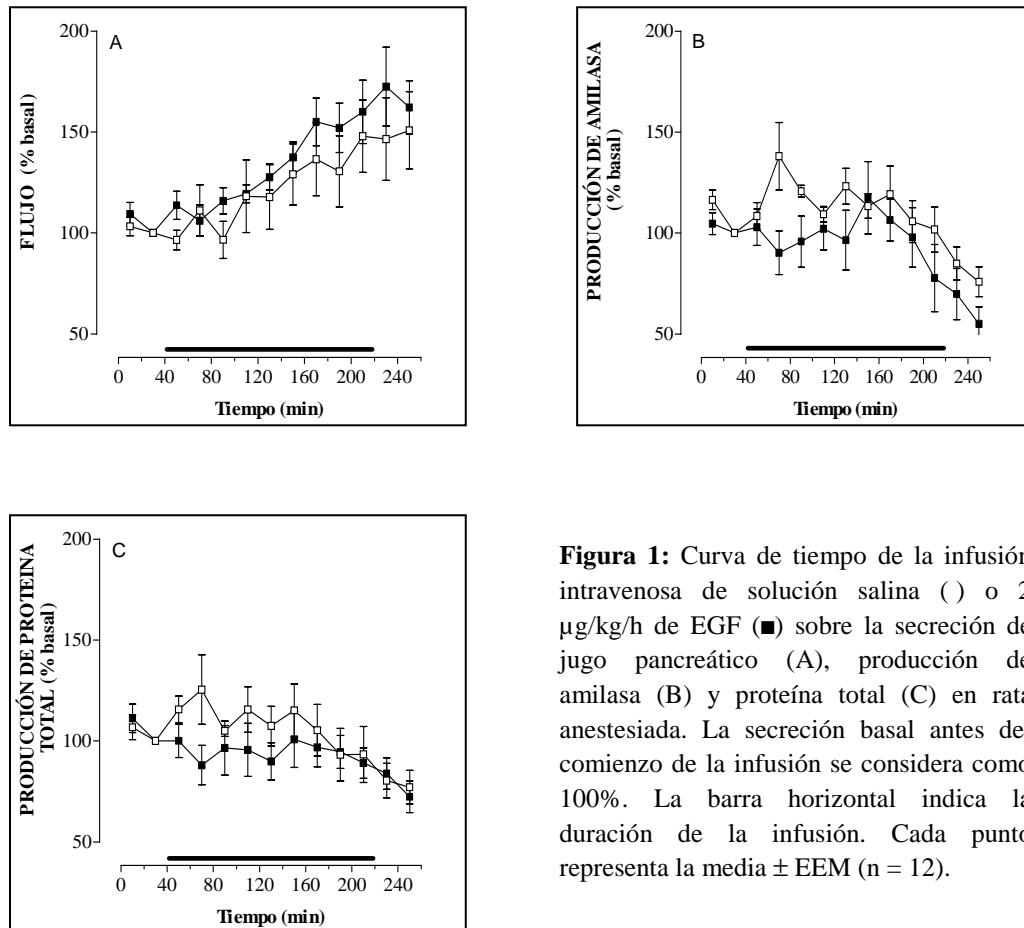 A
FLUJO (% basal)
200
150
100
50
0 40 80 120 160 200 240
Tiempo (min)
B
PRODUCCIÓN DE AMILASA
(% basal)
200
150
100
50
0 40 80 120 160 200 240
Tiempo (min)
C
PRODUCCIÓN DE PROTEINA
TOTAL (% basal)
200
150
100
50
0 40 80 120 160 200 240
Tiempo (min)
Figura 1: Curva de tiempo de la infusión
intravenosa de solución salina ( ) o 2
µg/kg/h de EGF (■) sobre la secreción de
jugo pancreático (A), producción de
amilasa (B) y proteína total (C) en rata
anestesiada. La secreción basal antes de
comienzo de la infusión se considera como
100%. La barra horizontal indica la
duración de la infusión. Cada punto
representa la media ± EEM (n = 12).